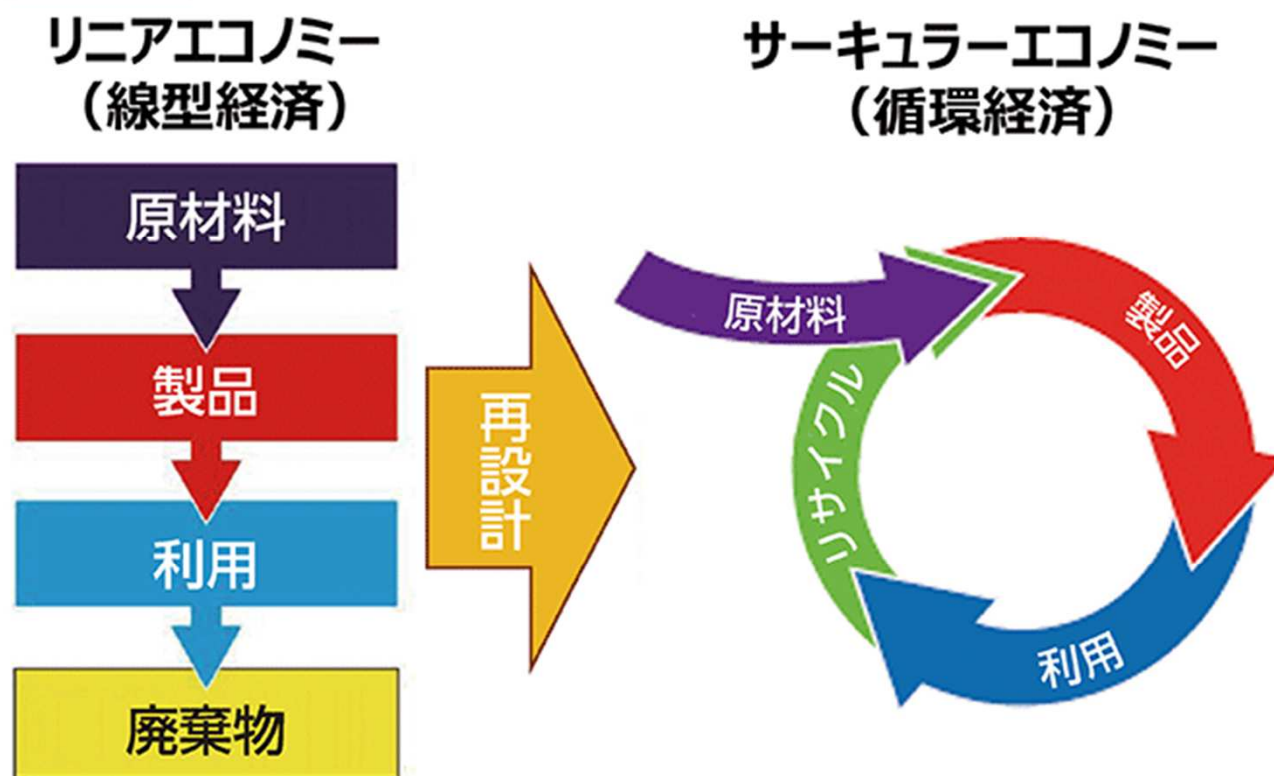 リニアエコノミー
（線型経済）
原材料
製品
利用
廃棄物
再設計
サーキュラーエコノミー
（循環経済）
原材料
製品
利用
リサイクル